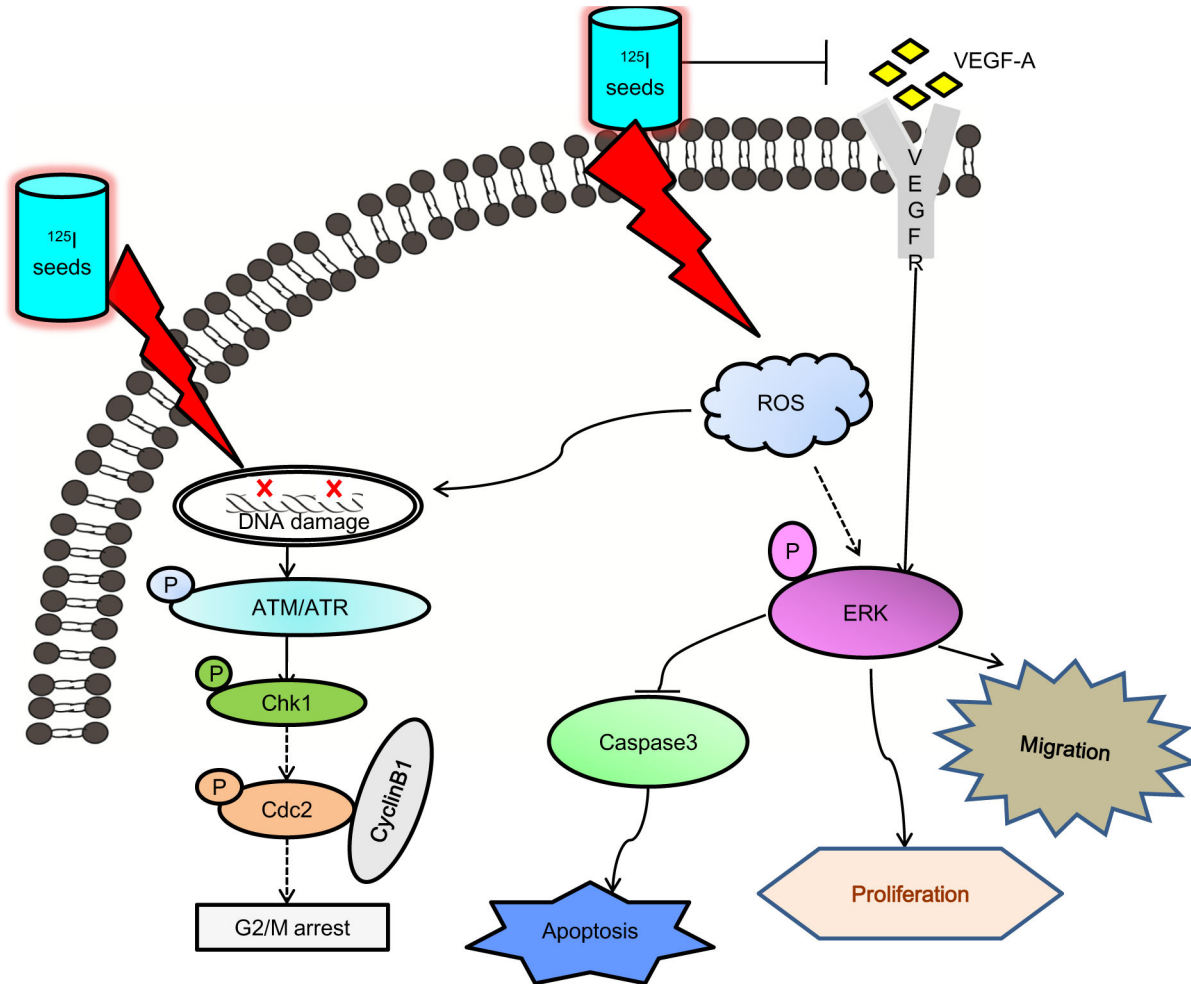 ¹²⁵I
seeds
VEGF-A
V
E
G
F
R
¹²⁵I
seeds
ROS
DNA damage
P
P
ATM/ATR
ERK
P
Chk1
Caspase3
Migration
P
Cdc2
CyclinB1
Proliferation
G2/M arrest
Apoptosis